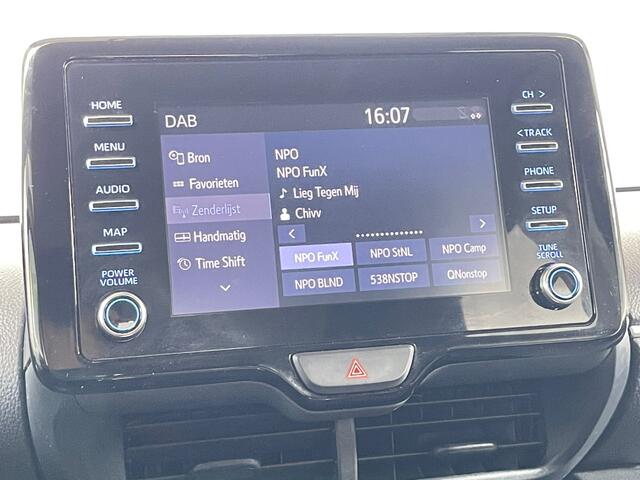 HOME
MENU
AUDIO
MAP
POWER
VOLUME
DAB
16:07
Bron
Favorieten
Zenderlijst
Handmatig
Time Shift
NPO
NPO FunX
Lieg Tegen Mij
Chivv
NPO FunX
NPO StNL
NPO Camp
NPO BLND
538NSTOP
QNonstop
CH >
< TRACK
PHONE
SETUP
TUNE
SCROLL